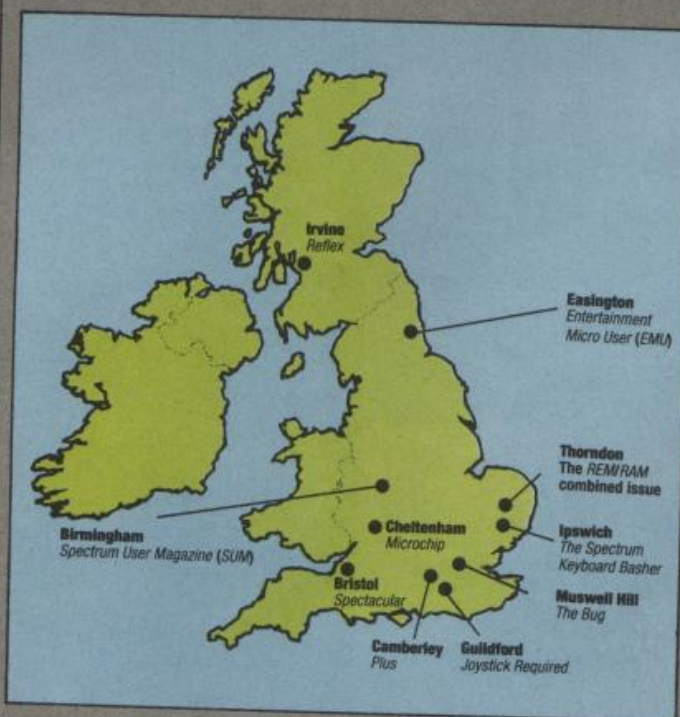 Irvine
Reflex
Easington
Entertainment
Micro User (EMU)
Thorndon
The REM/RAM
combined issue
Birmingham
Spectrum User Magazine (SUM)
Cheltenham
Microchip
Ipswich
The Spectrum
Keyboard Basher
Bristol
Spectacular
Muswell Hill
The Bug
Camberley
Plus
Guildford
Joystick Required